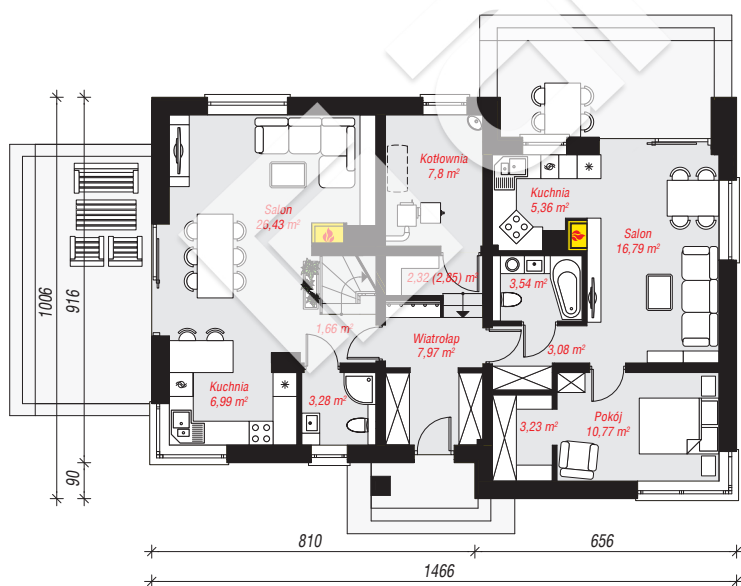 Kotłownia
7,8 m²
Kuchnia
5,36 m²
Salon
25,43 m²
Salon
16,79 m²
2,32 (2,85) m²
3,54 m²
1,66 m²
Wiatrołap
7,97 m²
3,08 m²
Kuchnia
6,99 m²
3,28 m²
3,23 m²
Pokój
10,77 m²
1006
916
90
810
656
1466